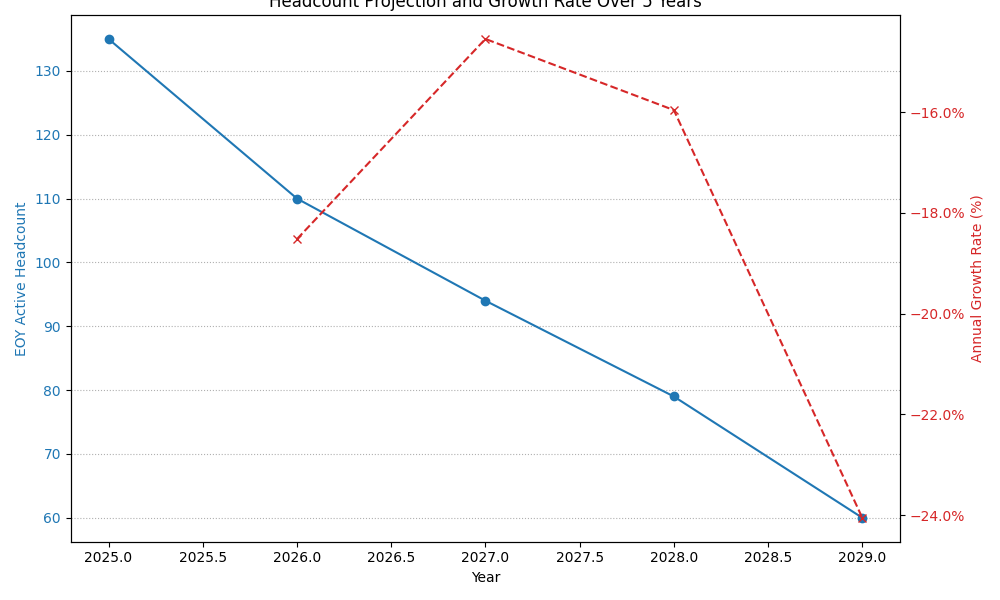 Headcount Projection and Growth Rate Over 5 Years
130
120
110
100
90
80
70
60
EOY Active Headcount
−16.0%
−18.0%
−20.0%
−22.0%
−24.0%
Annual Growth Rate (%)
2025.0 2025.5 2026.0 2026.5 2027.0 2027.5 2028.0 2028.5 2029.0
Year